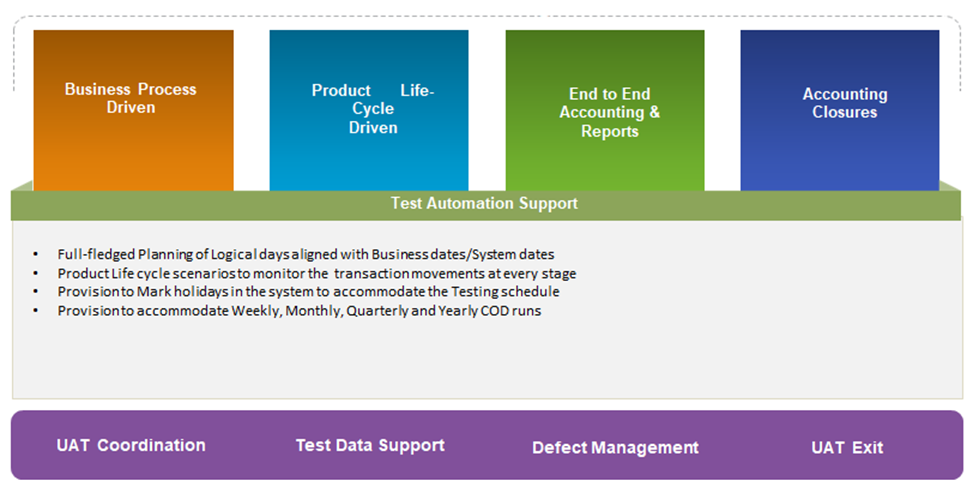 Business Process
Driven
Product Life-
Cycle
Driven
End to End
Accounting &
Reports
Accounting
Closures
Test Automation Support
• Full-fledged Planning of Logical days aligned with Business dates/System dates
• Product Life cycle scenarios to monitor the transaction movements at every stage
• Provision to Mark holidays in the system to accommodate the Testing schedule
• Provision to accommodate Weekly, Monthly, Quarterly and Yearly COD runs
UAT Coordination
Test Data Support
Defect Management
UAT Exit